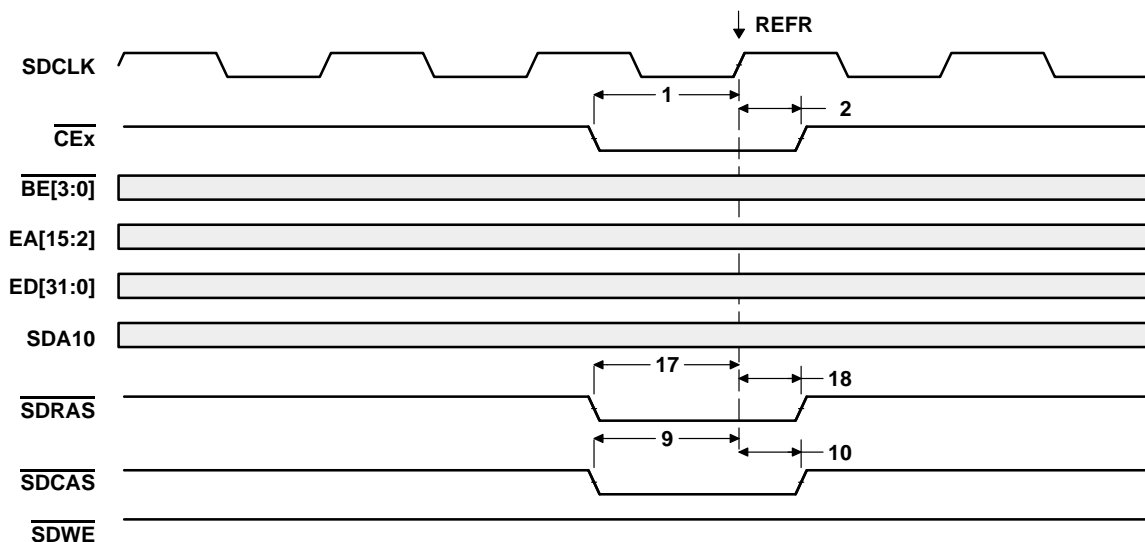 REFR
SDCLK
1
2
CEx
BE[3:0]
EA[15:2]
ED[31:0]
SDA10
17
18
SDRAS
9
10
SDCAS
SDWE